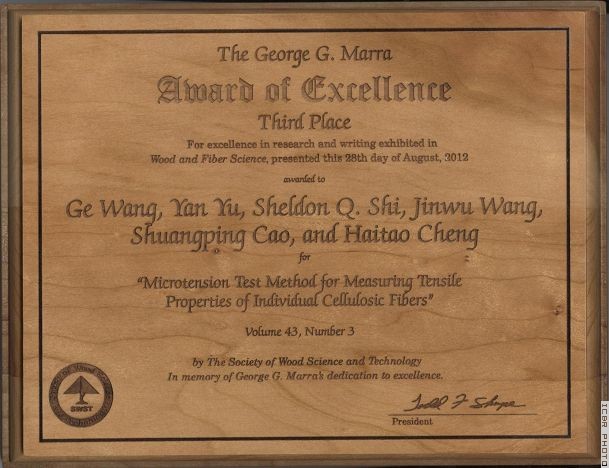 The George G. Marra
Award of Excellence
Third Place
For excellence in research and writing exhibited in
Wood and Fiber Science, presented this 28th day of August, 3012
awarded to
Ge Wang, Yan Yu, Sheldon Q. Shi, Jinwu Wang,
Shuangping Cao, and Haitao Cheng
for
"Microtension Test Method for Measuring Tensile
Properties of Individual Cellulosic Fibers"
Volume 43, Number 3
by The Society of Wood Science and Technology
In memory of George G. Marra's dedication to excellence.
SWST
President
ICBR PHOTO